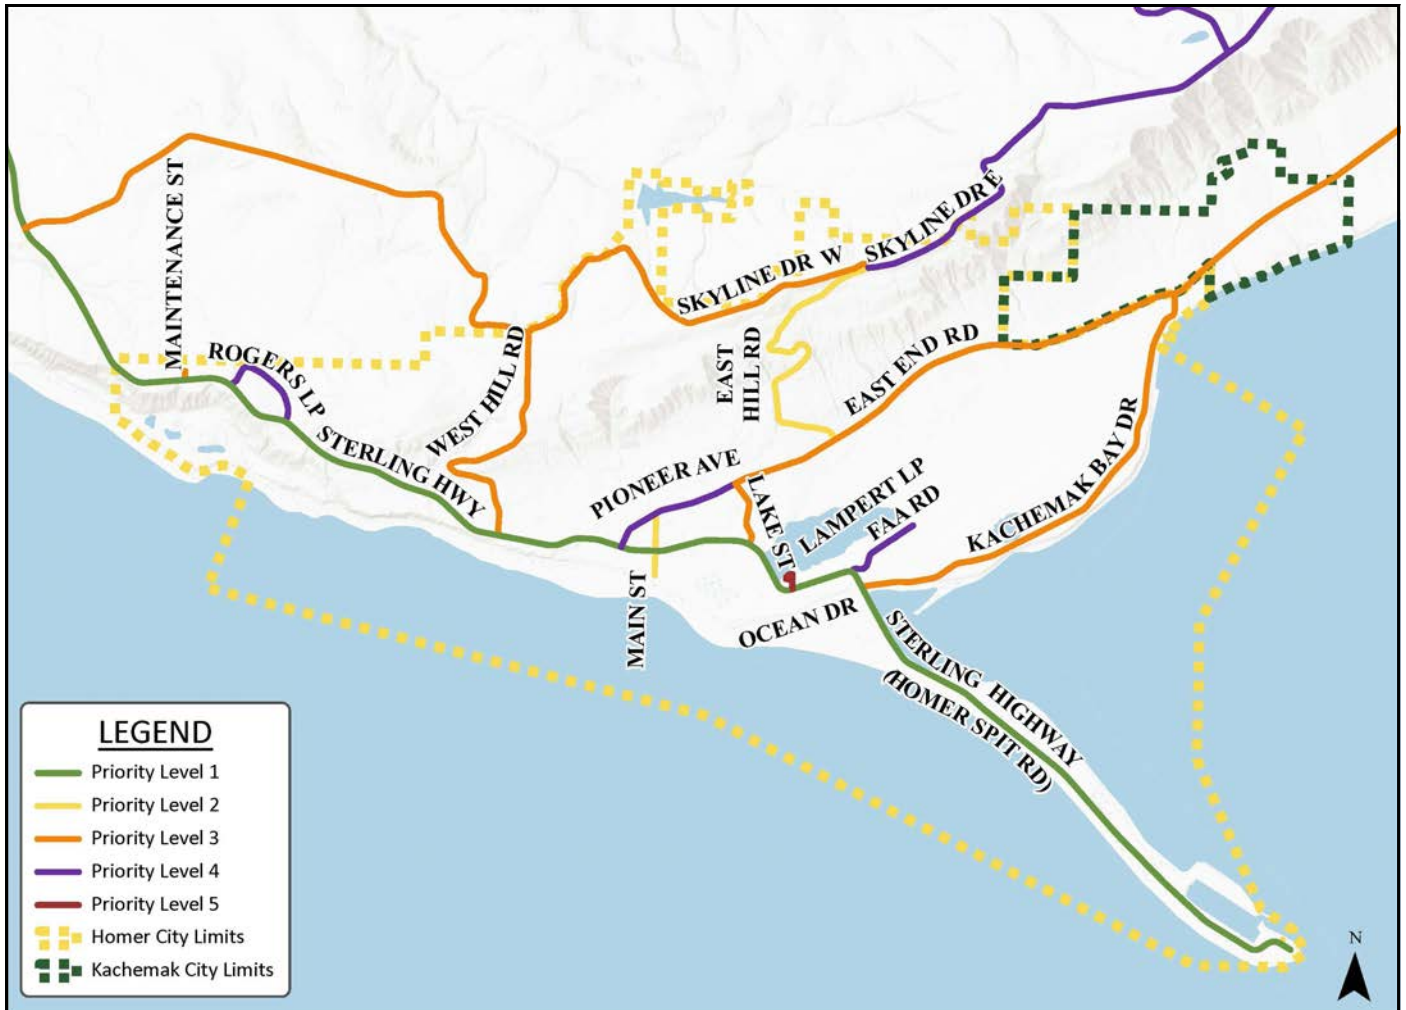 MAINTENANCE ST
ROGERS LP
STERLING HWY
WEST HILL RD
SKYLINE DR W
SKYLINE DR E
EAST
HILL RD
EAST END RD
PIONEER AVE
LAKE ST
LAMPERT LP
FAA RD
KACHEMAK BAY DR
MAIN ST
OCEAN DR
STERLING HIGHWAY
(HOMER SPIT RD)
LEGEND
Priority Level 1
Priority Level 2
Priority Level 3
Priority Level 4
Priority Level 5
Homer City Limits
Kachemak City Limits
N